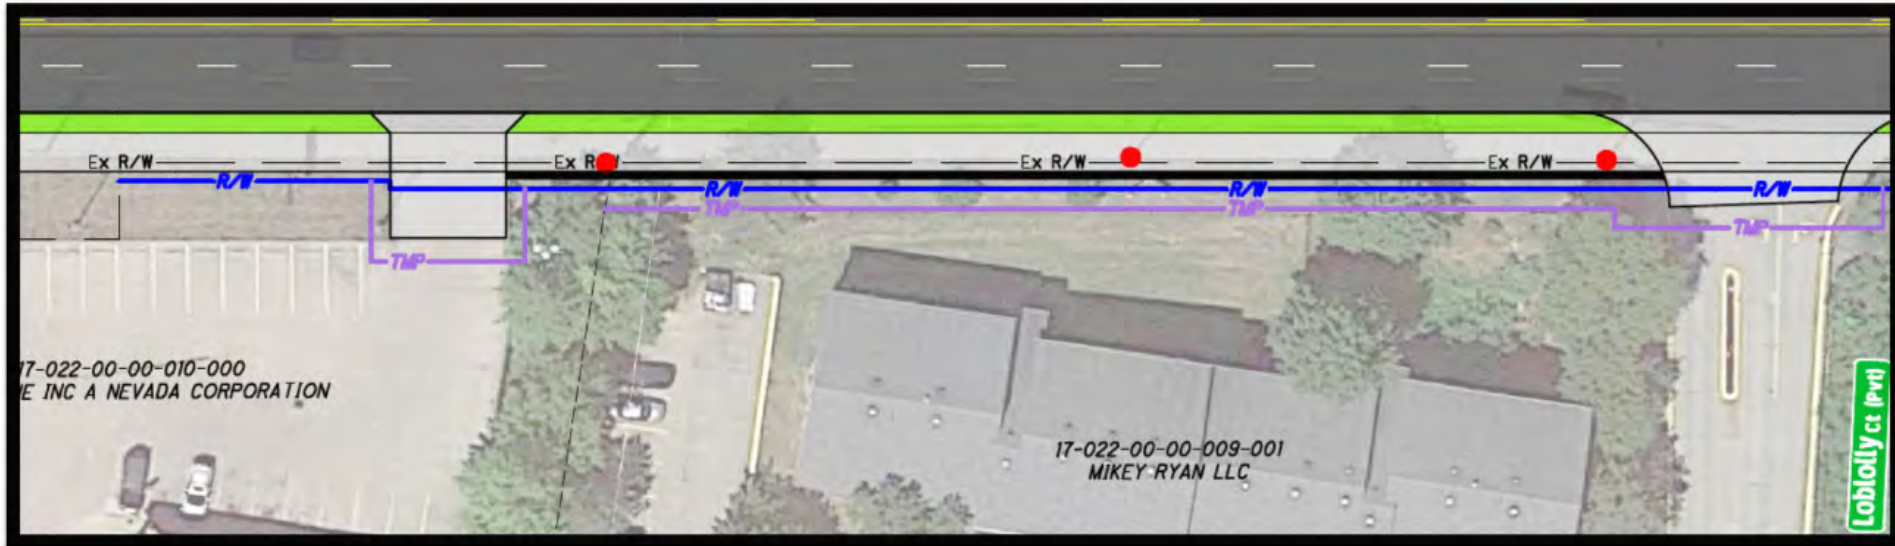 Ex R/W
Ex R/W
Ex R/W
Ex R/W
R/W
R/W
R/W
R/W
TMP
TMP
TMP
TMP
17-022-00-00-010-000
E INC A NEVADA CORPORATION
17-022-00-00-009-001
MIKEY RYAN LLC
Loblolly Ct (Pvt)